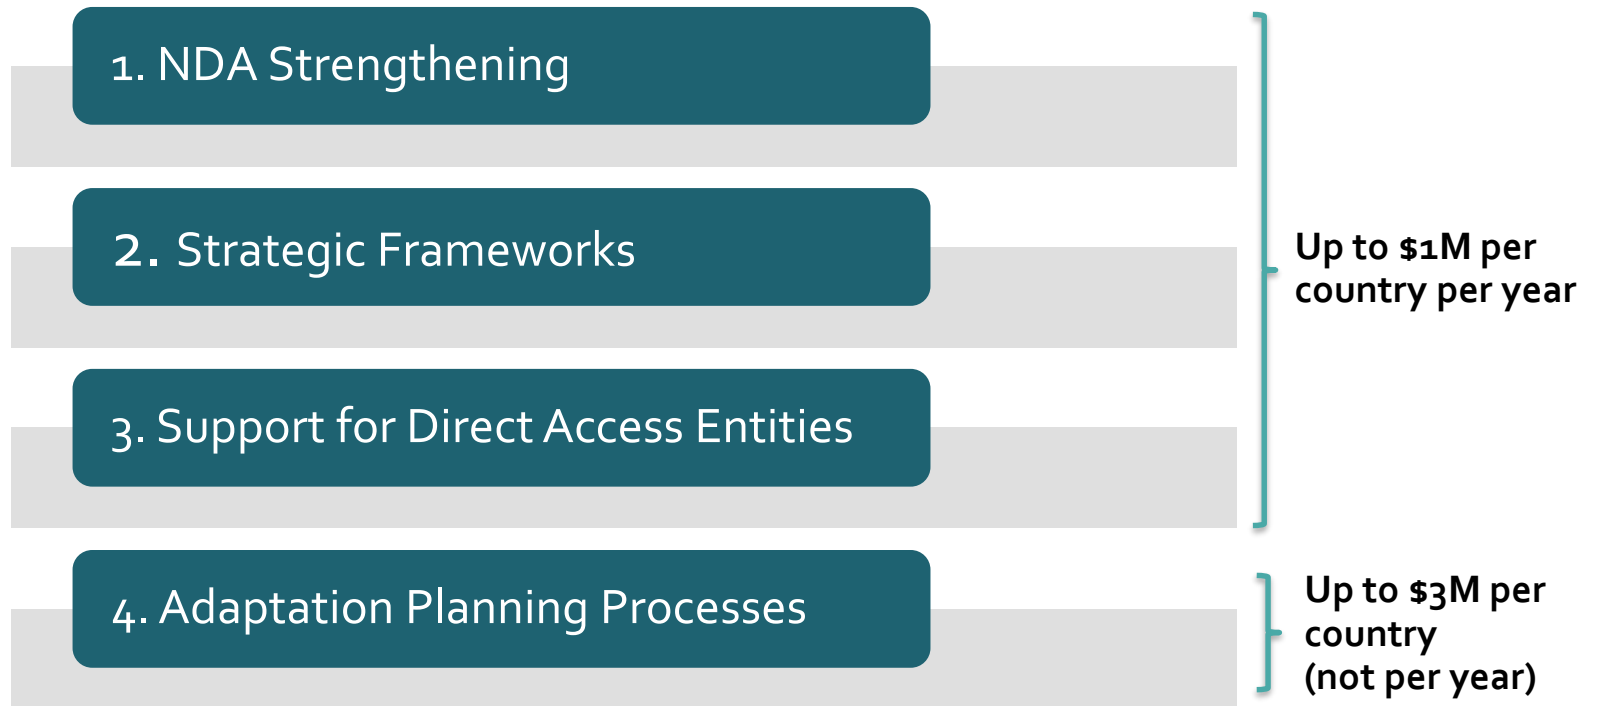 1. NDA Strengthening
2. Strategic Frameworks
3. Support for Direct Access Entities
Up to $1M per
country per year
4. Adaptation Planning Processes
Up to $3M per
country
(not per year)